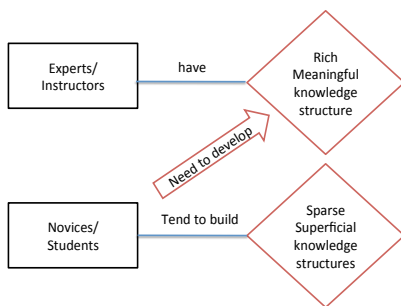 Experts/
Instructors
have
Rich
Meaningful
knowledge
structure
Need to develop
Novices/
Students
Tend to build
Sparse
Superficial
knowledge
structures